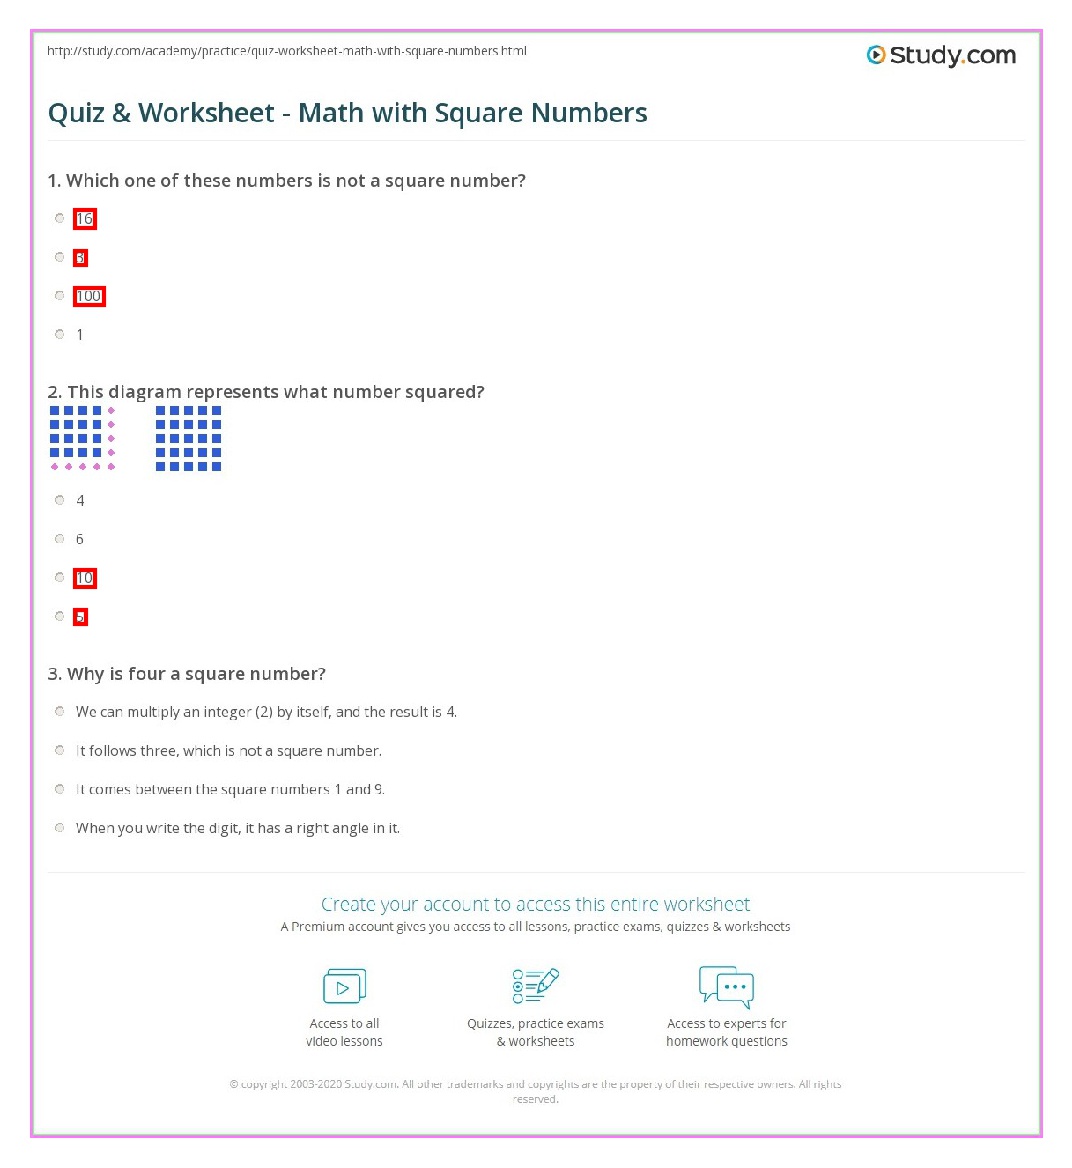 http://study.com/academy/practice/quiz-worksheet-math-with-square-numbers.html
Study.com
Quiz & Worksheet - Math with Square Numbers
1. Which one of these numbers is not a square number?
16
3
100
1
2. This diagram represents what number squared?
4
6
10
5
3. Why is four a square number?
We can multiply an integer (2) by itself, and the result is 4.
It follows three, which is not a square number.
It comes between the square numbers 1 and 9.
When you write the digit, it has a right angle in it.
Create your account to access this entire worksheet
A Premium account gives you access to all lessons, practice exams, quizzes & worksheets
Access to all
video lessons
Quizzes, practice exams
& worksheets
Access to experts for
homework questions
© copyright 2003-2020 Study.com. All other trademarks and copyrights are the property of their respective owners. All rights
reserved.